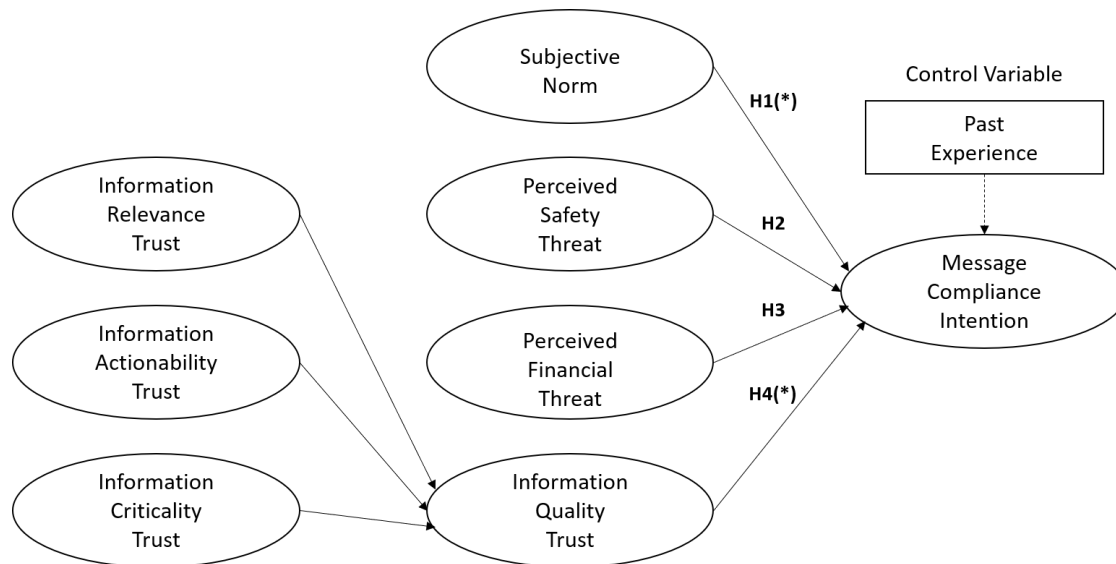 Subjective
Norm
H1(*)
Control Variable
Past
Experience
Information
Relevance
Trust
Perceived
Safety
Threat
H2
Message
Compliance
Intention
Information
Actionability
Trust
Perceived
Financial
Threat
H3
H4(*)
Information
Criticality
Trust
Information
Quality
Trust